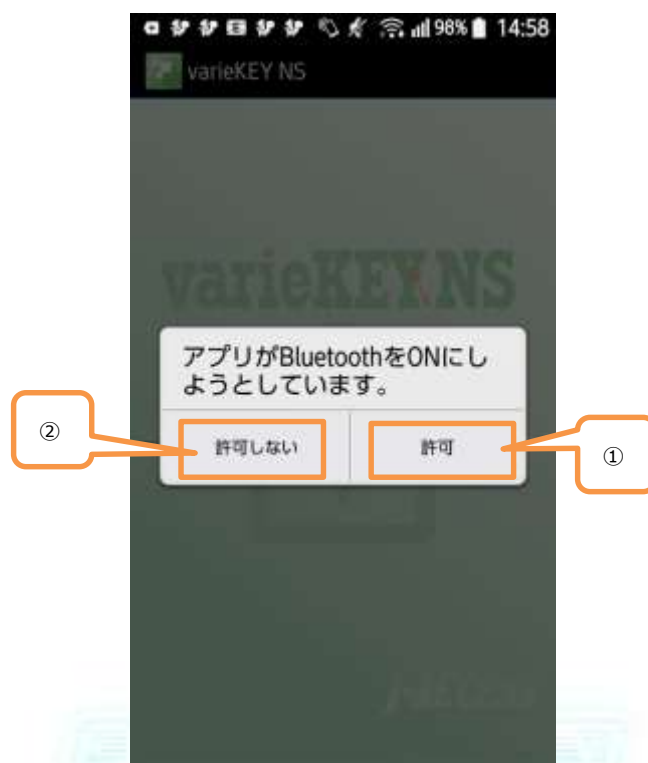 98% 14:58
varieKEY NS
varieKEY NS
アプリがBluetoothをONにし
ようとしています。
② 許可しない 許可 ①